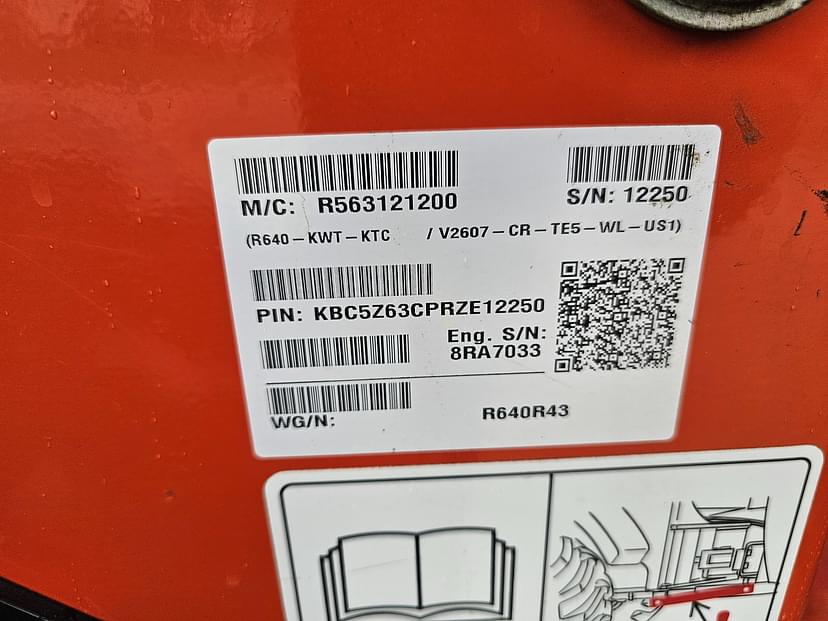 M/C: R563121200 S/N: 12250
(R640-KWT-KTC / V2607-CR-TE5-WL-US1)
PIN: KBC5Z63CPRZE12250
Eng. S/N:
8RA7033
WG/N: R640R43